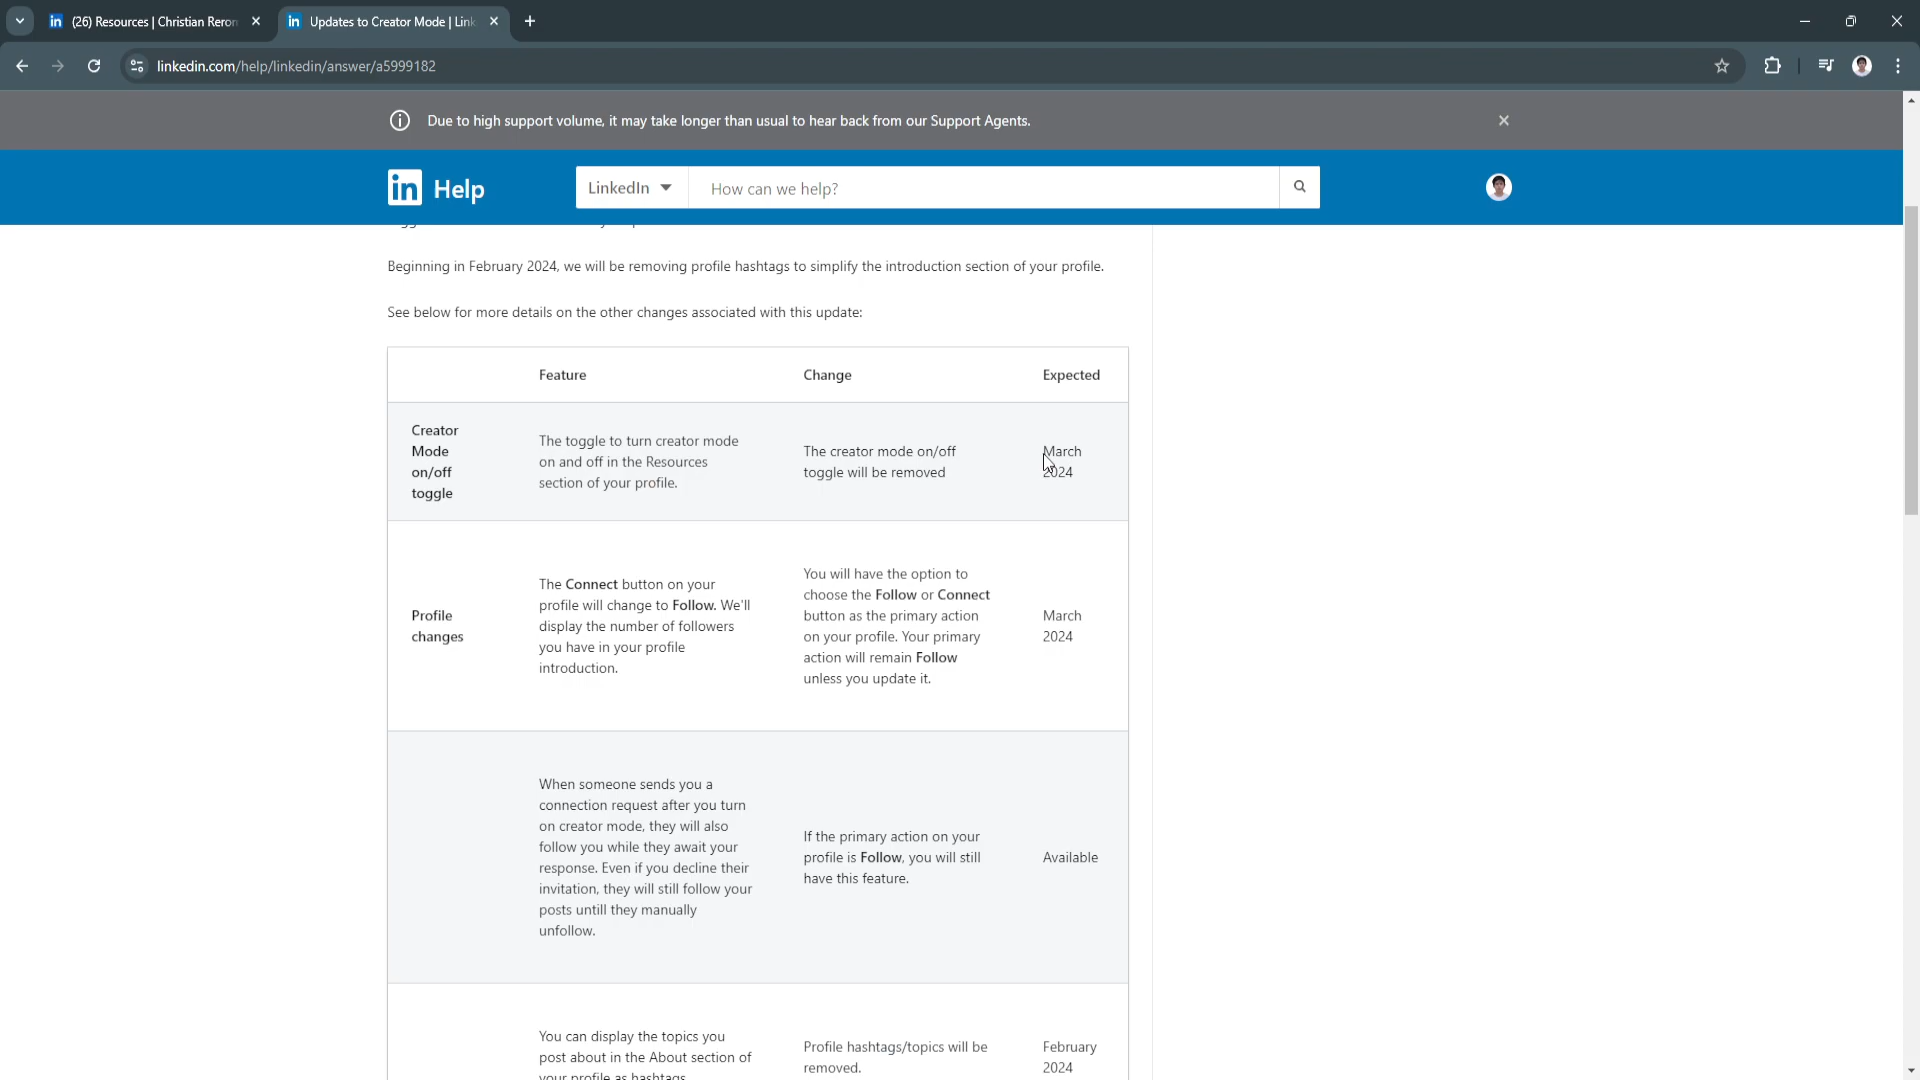 (26) Resources | Christian Reron
Updates to Creator Mode | Link
linkedin.com/help/linkedin/answer/a5999182
Due to high support volume, it may take longer than usual to hear back from our Support Agents.
in Help
LinkedIn
How can we help?
Beginning in February 2024, we will be removing profile hashtags to simplify the introduction section of your profile.
See below for more details on the other changes associated with this update:
Feature
Change
Expected
Creator
Mode
on/off
toggle
The toggle to turn creator mode
on and off in the Resources
section of your profile.
The creator mode on/off
toggle will be removed
March
2024
Profile
changes
The Connect button on your
profile will change to Follow. We'll
display the number of followers
you have in your profile
introduction.
You will have the option to
choose the Follow or Connect
button as the primary action
on your profile. Your primary
action will remain Follow
unless you update it.
March
2024
When someone sends you a
connection request after you turn
on creator mode, they will also
follow you while they await your
response. Even if you decline their
invitation, they will still follow your
posts untill they manually
unfollow.
If the primary action on your
profile is Follow, you will still
have this feature.
Available
You can display the topics you
post about in the About section of
your profile as hashtags.
Profile hashtags/topics will be
removed.
February
2024